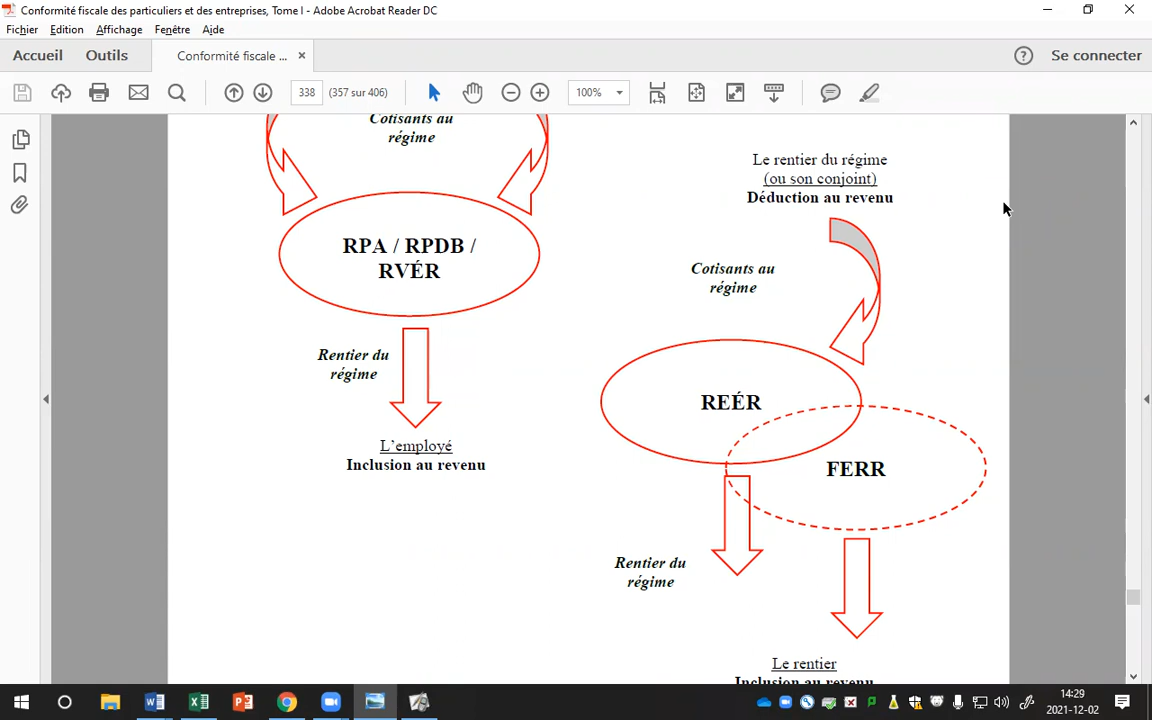 Conformité fiscale des particuliers et des entreprises, Tome I - Adobe Acrobat Reader DC
Fichier Edition Affichage Fenêtre Aide
Accueil Outils Conformité fiscale ... × ? Se connecter
338 (357 sur 406) 100%
Cotisants au
régime
Le rentier du régime
(ou son conjoint)
Déduction au revenu
RPA / RPDB /
RVÉR
Cotisants au
régime
Rentier du
régime
REÉR
L'employé
Inclusion au revenu
FERR
Rentier du
régime
Le rentier
Inclusion au revenu
14:29
2021-12-02